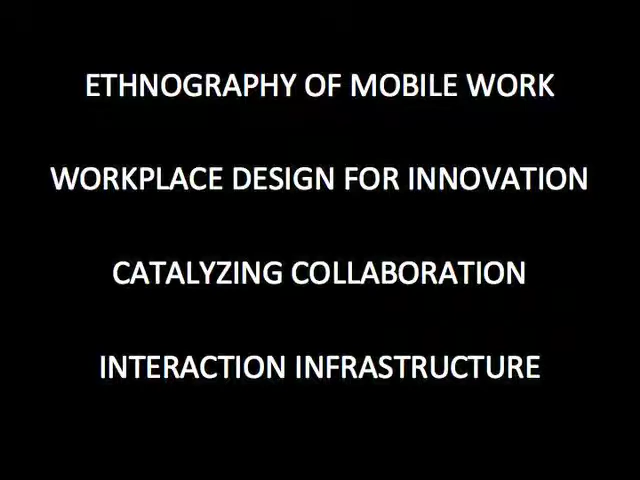 ETHNOGRAPHY OF MOBILE WORK
WORKPLACE DESIGN FOR INNOVATION
CATALYZING COLLABORATION
INTERACTION INFRASTRUCTURE